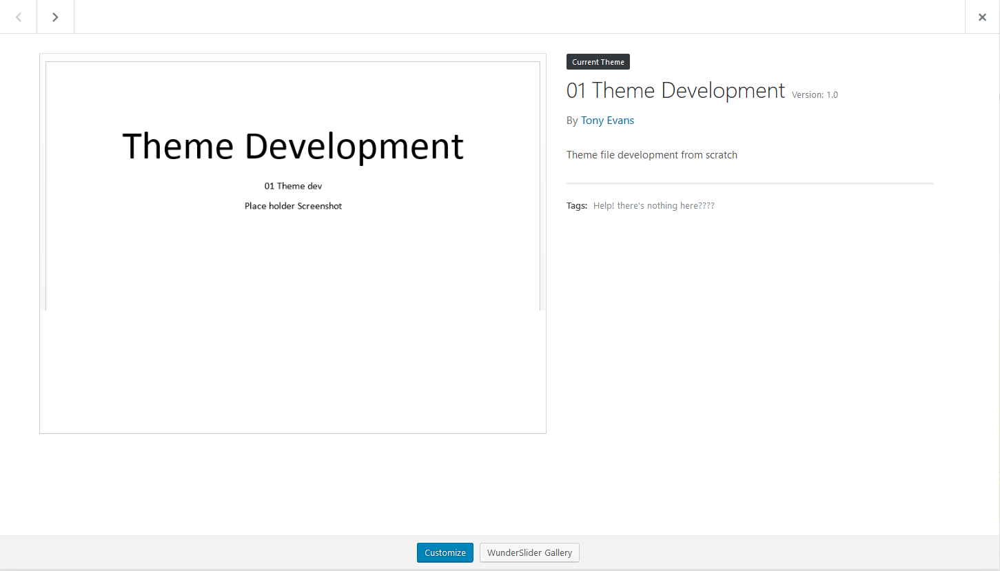 Current Theme
01 Theme Development Version: 1.0
By Tony Evans
Theme Development
Theme file development from scratch
01 Theme dev
Place holder Screenshot
Tags: Help! there's nothing here????
Customize
WunderSlider Gallery